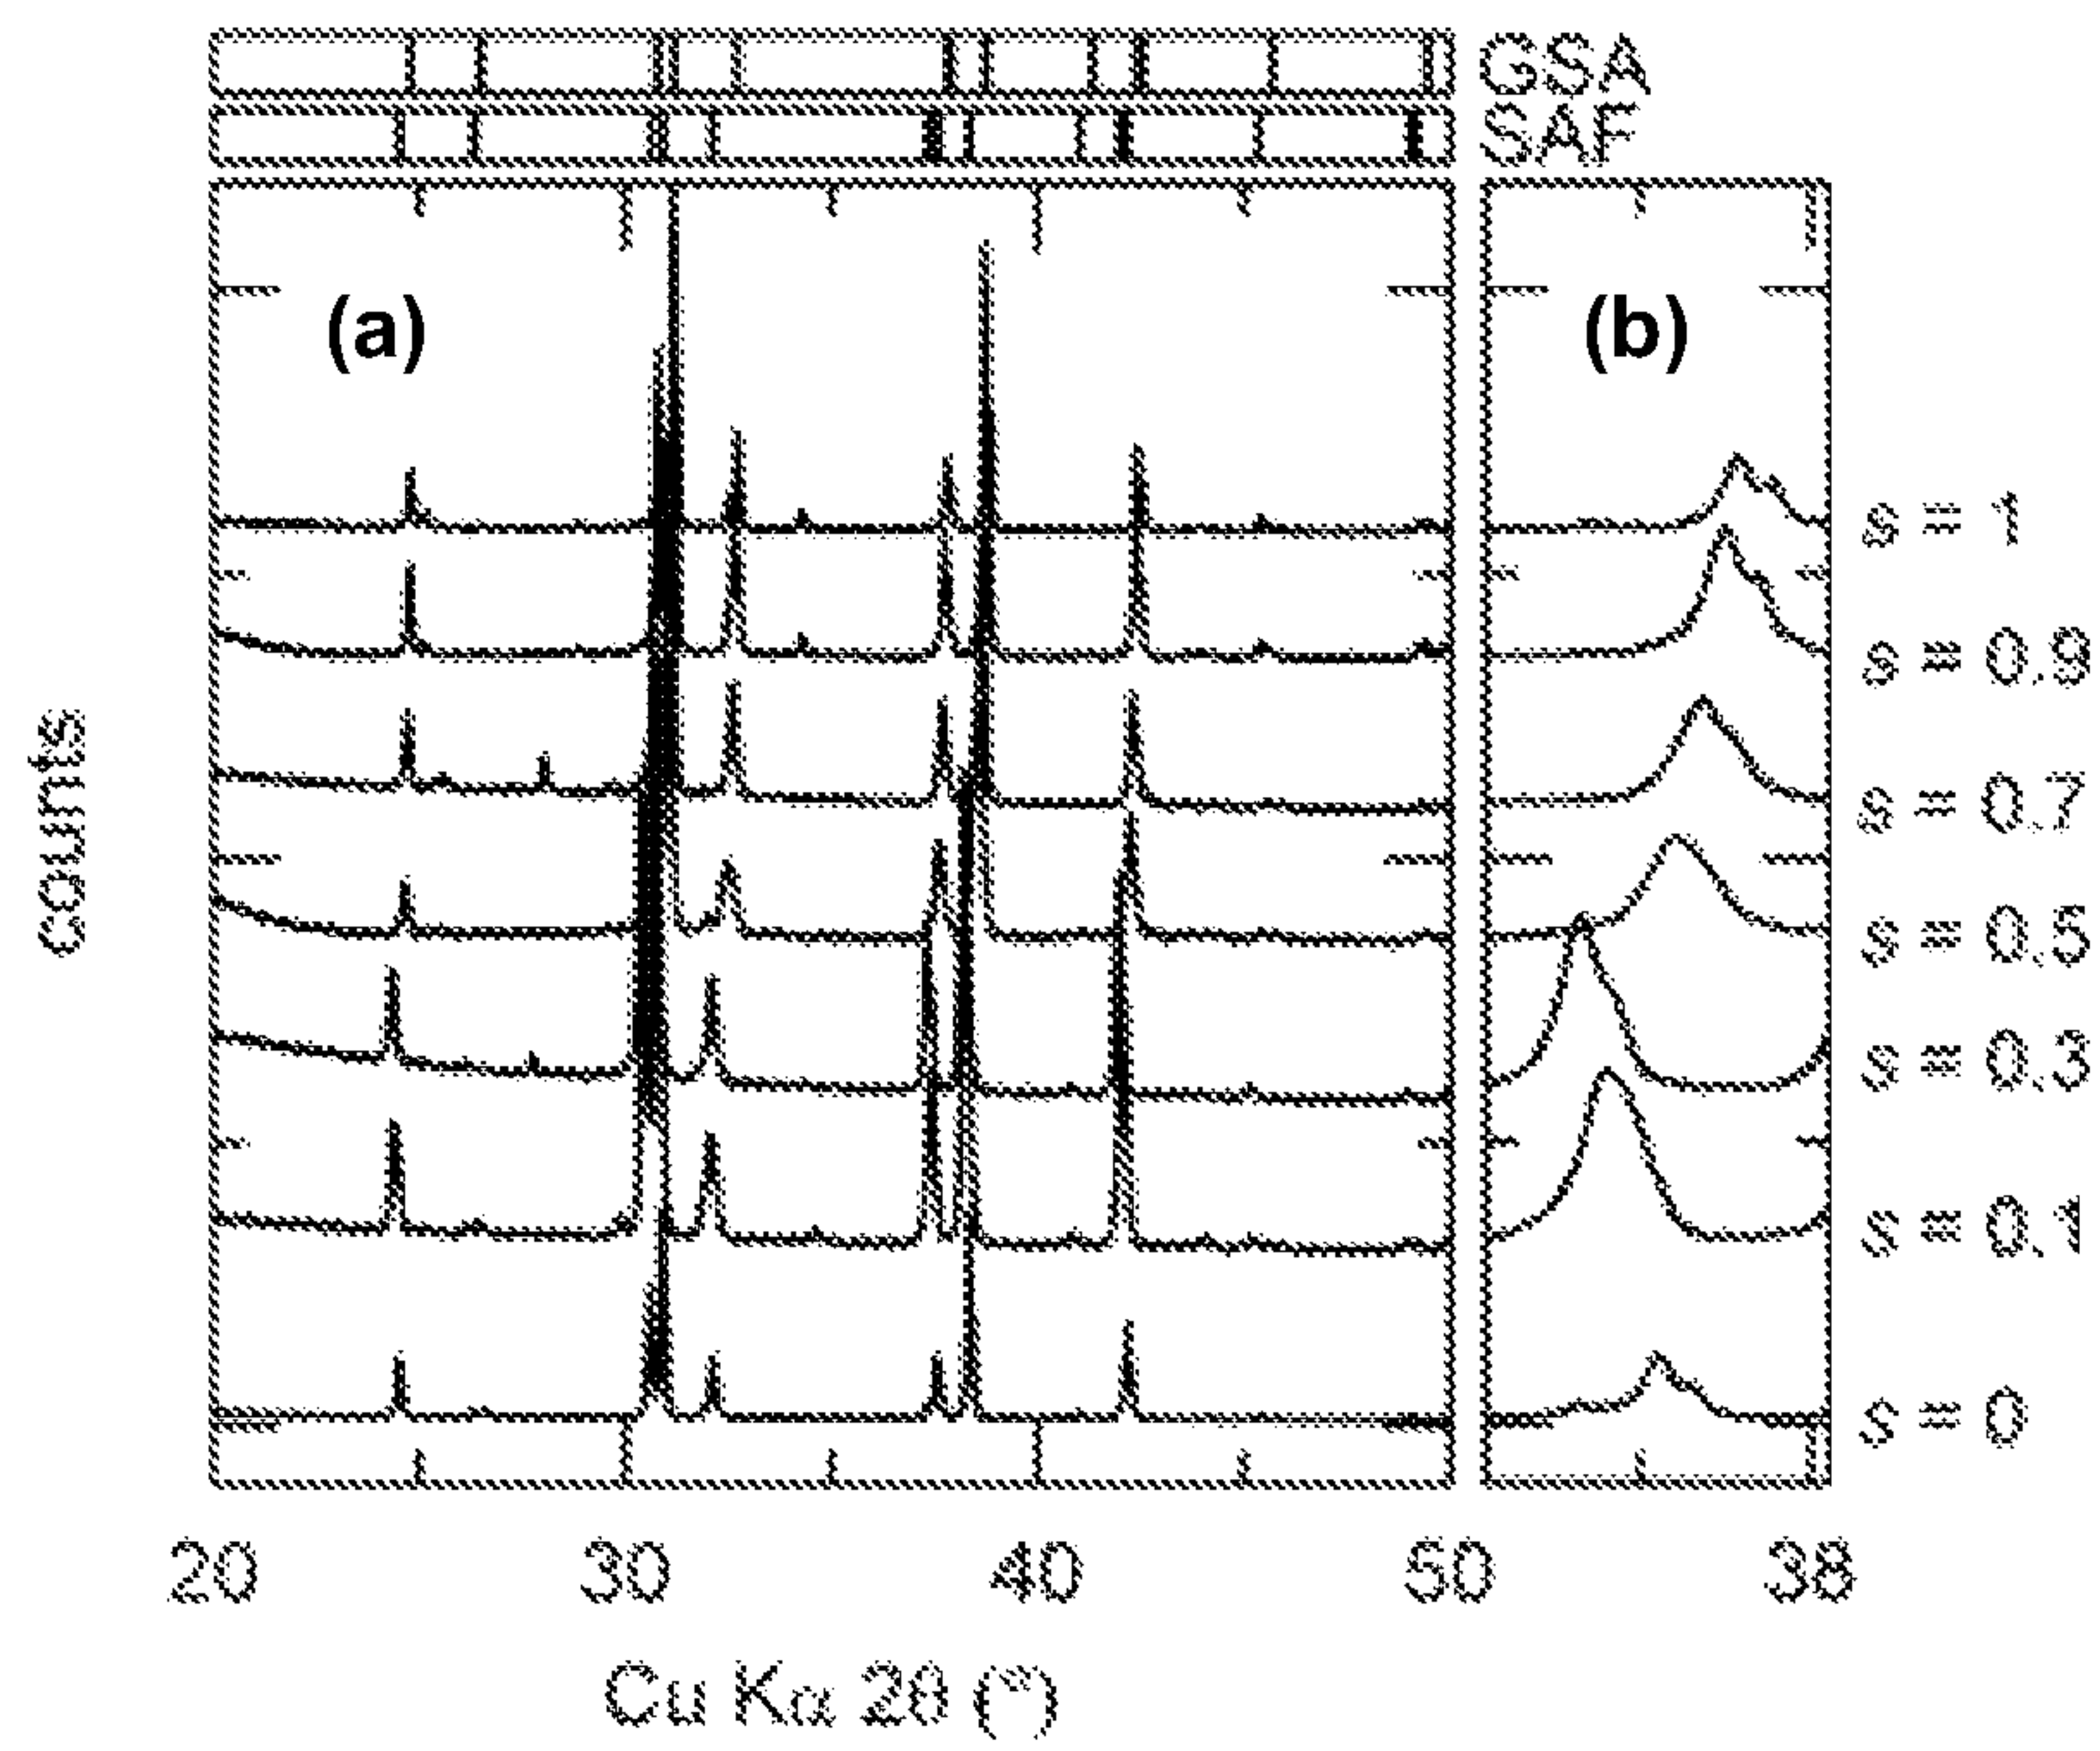 GSA
SAF
(a)
(b)
s = 1
s = 0.9
s = 0.7
s = 0.5
s = 0.3
s = 0.1
s = 0
counts
20
30
40
50
38
Cu Kα 2θ (°)